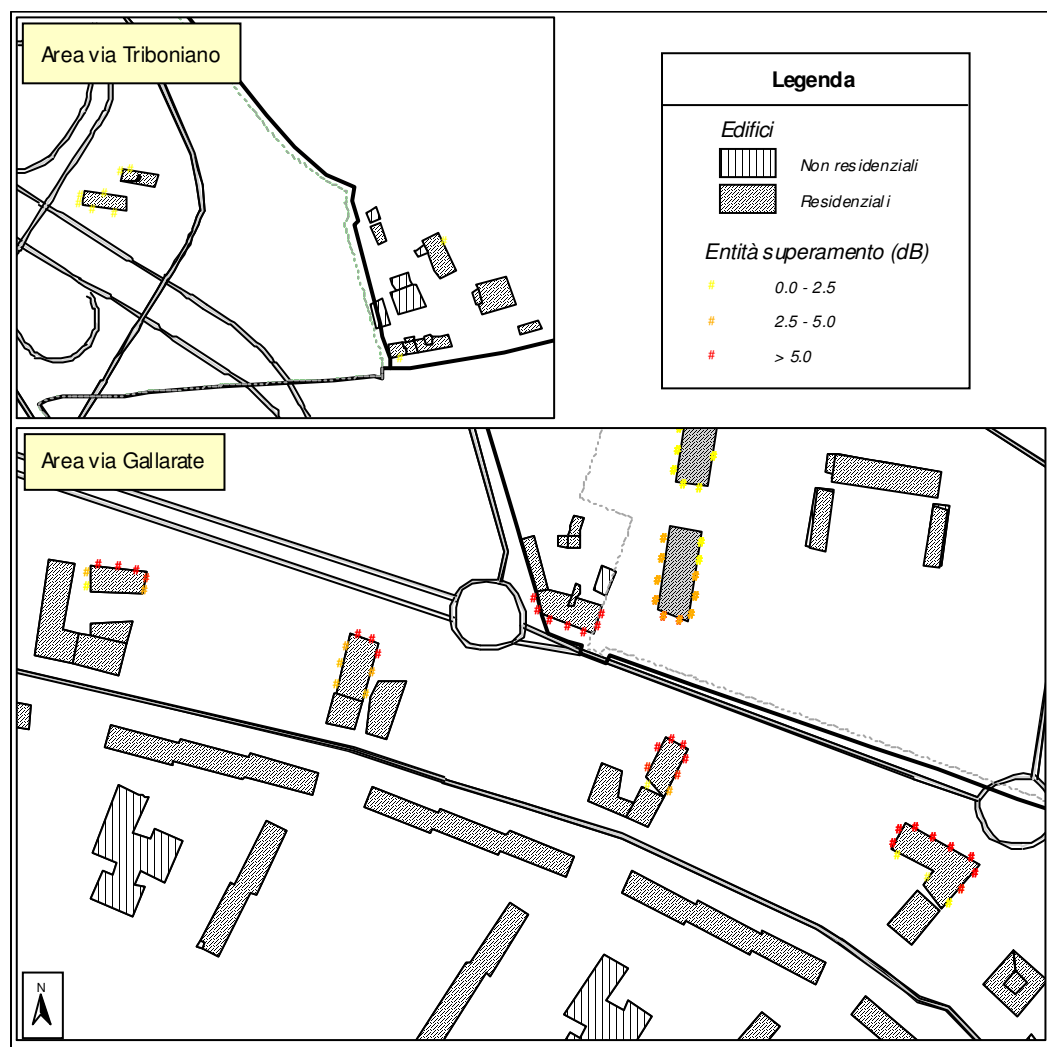 Area via Triboniano
Legenda
Edifici
Non residenziali
Residenziali
Entità superamento (dB)
# 0.0 - 2.5
# 2.5 - 5.0
# > 5.0
Area via Gallarate
N